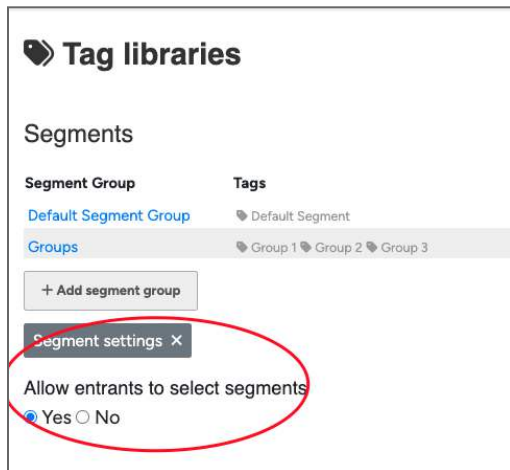 Tag libraries
Segments
Segment Group Tags
Default Segment Group Default Segment
Groups Group 1 Group 2 Group 3
+ Add segment group
Segment settings ×
Allow entrants to select segments
Yes No